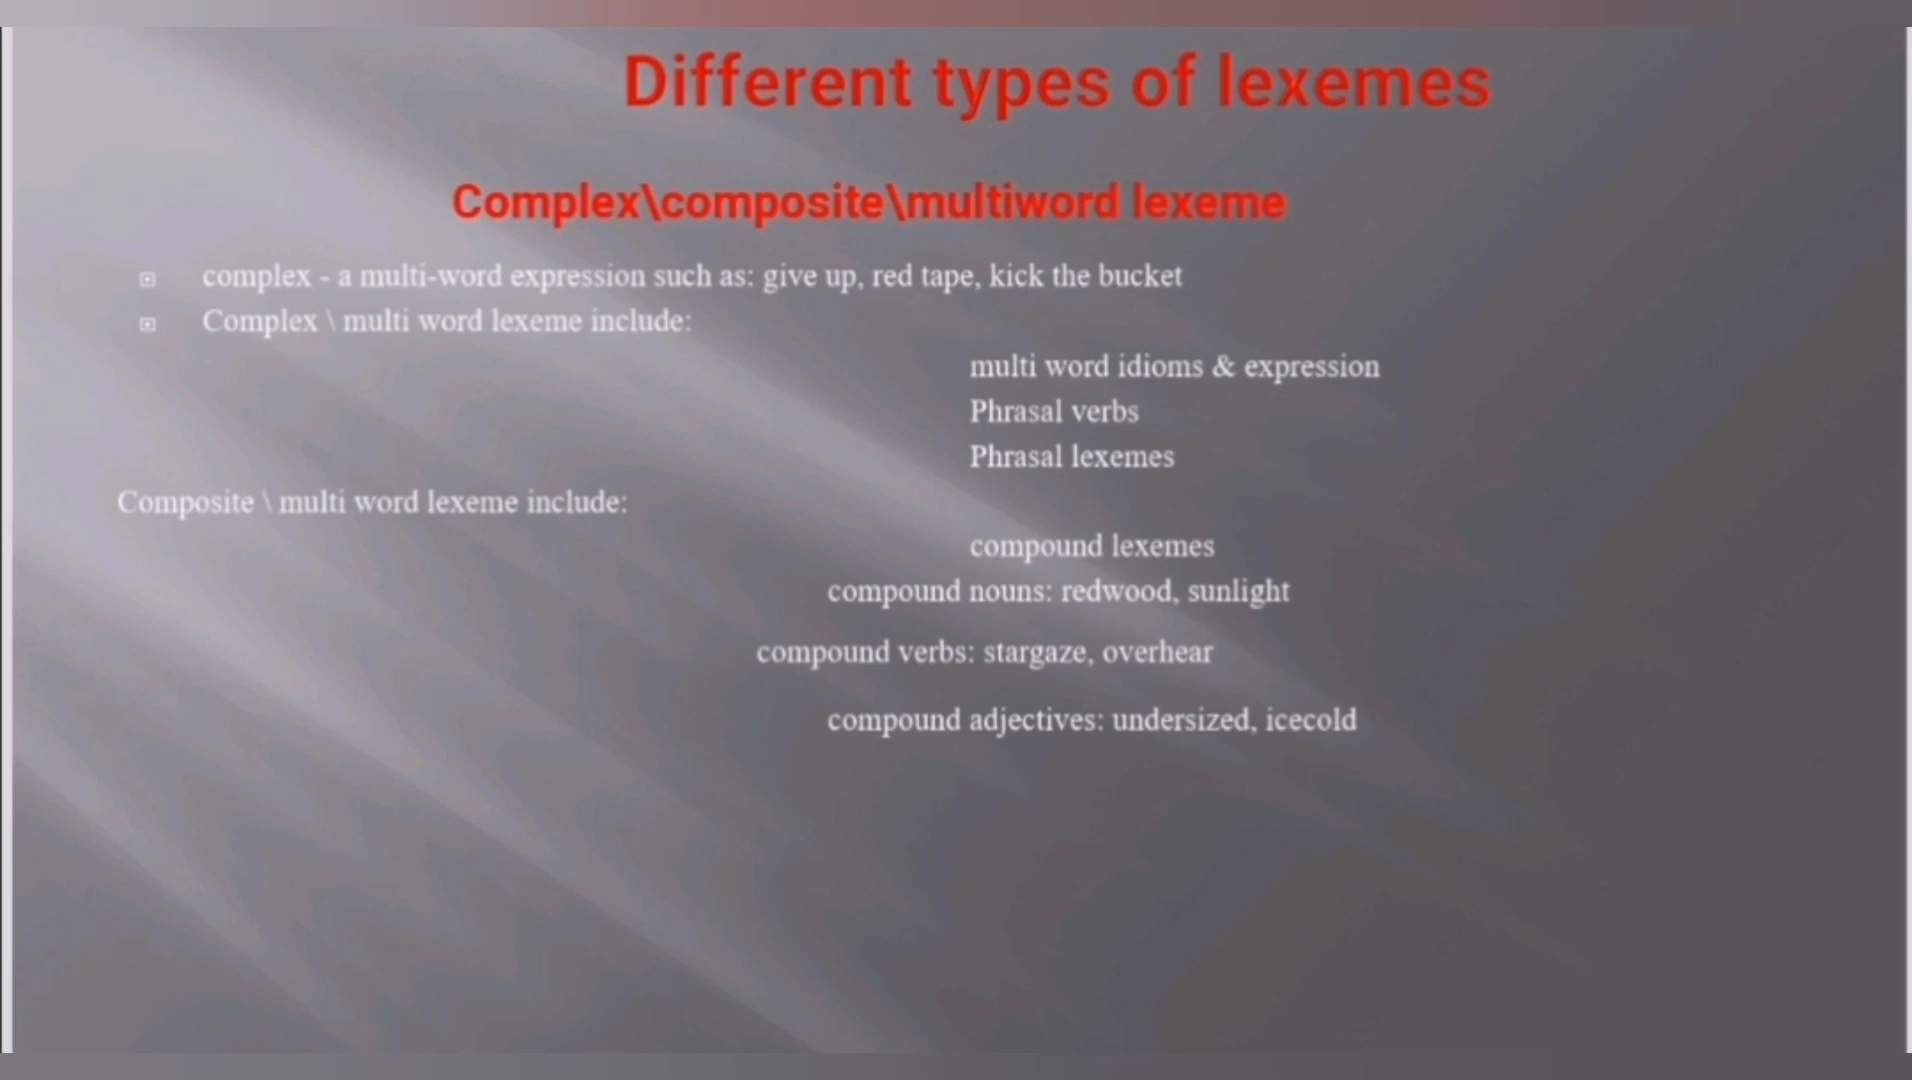 Different types of lexemes
Complex\composite\multiword lexeme
complex - a multi-word expression such as: give up, red tape, kick the bucket
Complex \ multi word lexeme include:
multi word idioms & expression
Phrasal verbs
Phrasal lexemes
Composite \ multi word lexeme include:
compound lexemes
compound nouns: redwood, sunlight
compound verbs: stargaze, overhear
compound adjectives: undersized, icecold